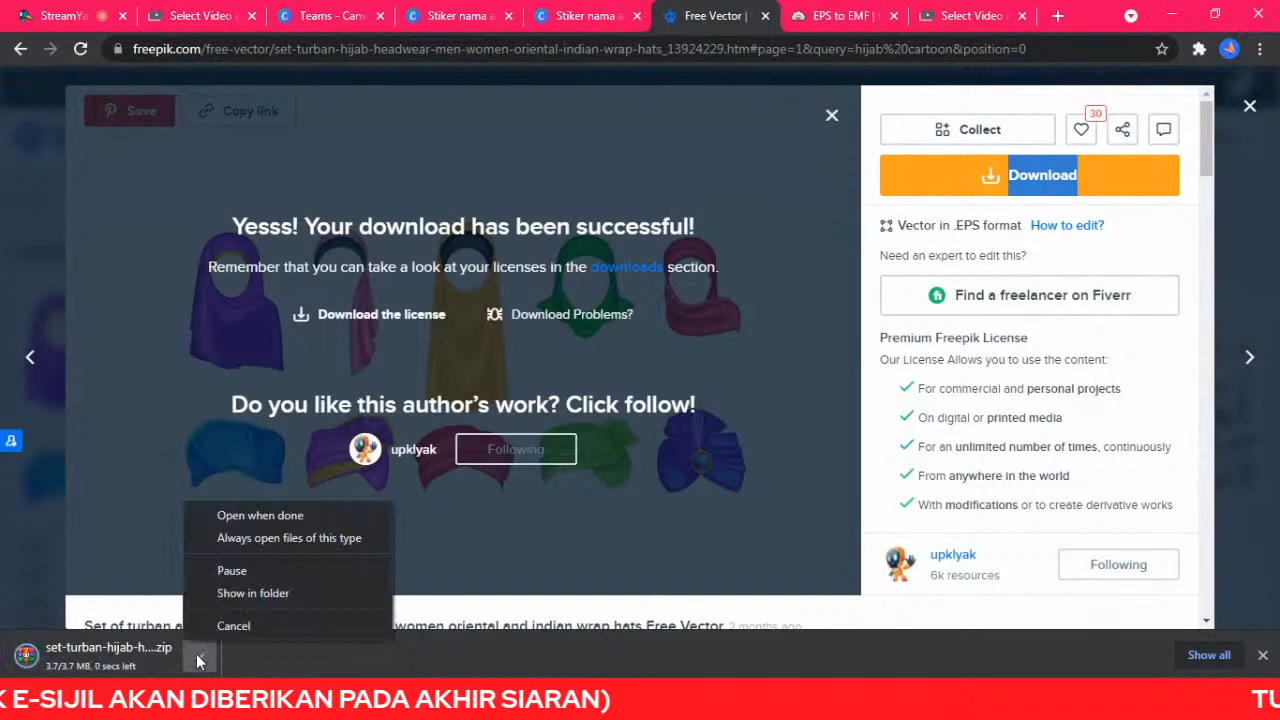 StreamYa
Select Video
Teams - Can
Stiker nama a
Stiker nama a
Free Vector |
EPS to EMF |
Select Video
freepik.com/free-vector/set-turban-hijab-headwear-men-women-oriental-indian-wrap-hats_13924229.htm#page=1&query=hijab%20cartoon&position=0
Save
Copy link
30
Collect
Download
Yesss! Your download has been successful!
Remember that you can take a look at your licenses in the downloads section.
Download the license
Download Problems?
Do you like this author's work? Click follow!
upklyak
Following
Vector in .EPS format How to edit?
Need an expert to edit this?
Find a freelancer on Fiverr
Premium Freepik License
Our License Allows you to use the content:
For commercial and personal projects
On digital or printed media
For an unlimited number of times, continuously
From anywhere in the world
With modifications or to create derivative works
upklyak
6k resources
Following
Open when done
Always open files of this type
Pause
Show in folder
Cancel
Set of turban a
women oriental and indian wrap hats Free Vector 2 months ago
set-turban-hijab-h....zip
3.7/3.7 MB, 0 secs left
Show all
K E-SIJIL AKAN DIBERIKAN PADA AKHIR SIARAN)
TU